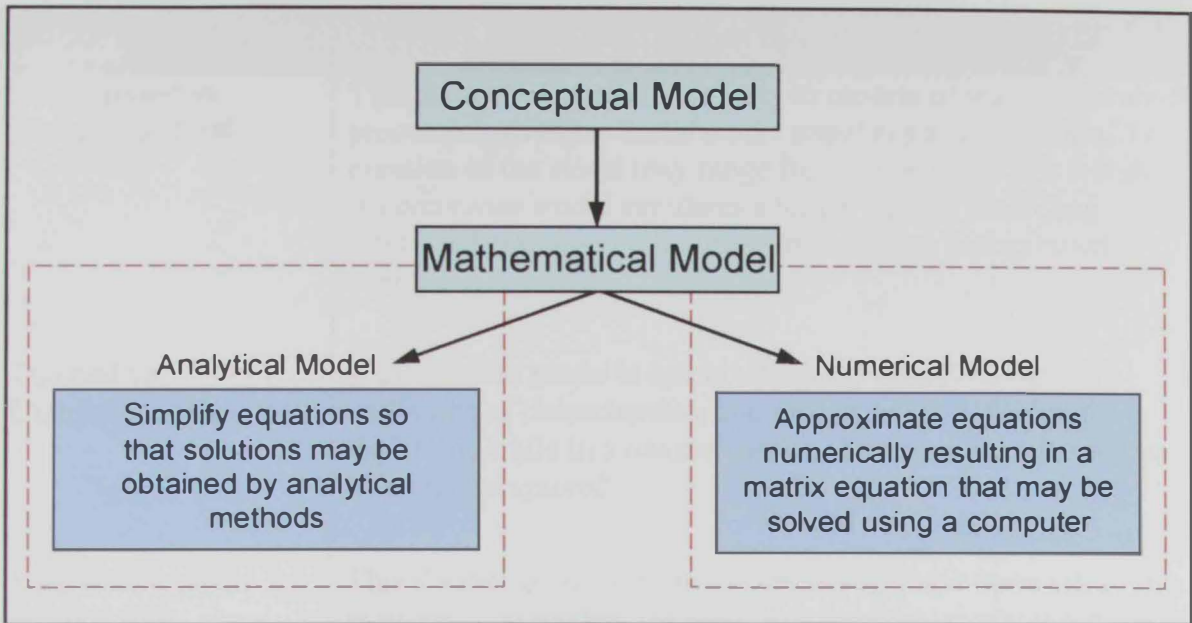 Conceptual Model
Mathematical Model
Analytical Model
Numerical Model
Simplify equations so
that solutions may be
obtained by analytical
methods
Approximate equations
numerically resulting in a
matrix equation that may be
solved using a computer